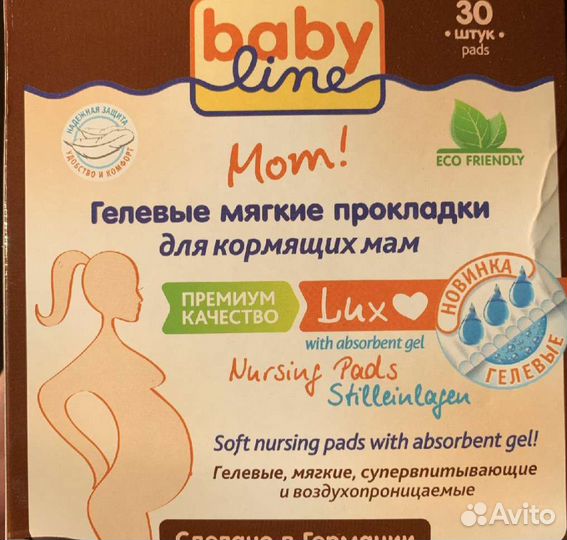 baby
line
30
• штук •
pads
НАДЕЖНАЯ ЗАЩИТА
УДОБСТВО И КОМФОРТ
Mom!
ECO FRIENDLY
Гелевые мягкие прокладки
для кормящих мам
ПРЕМИУМ
КАЧЕСТВО
Lux
with absorbent gel
НОВИНКА
ГЕЛЕВЫЕ
Nursing Pads
Stilleinlagen
Soft nursing pads with absorbent gel!
Гелевые, мягкие, супервпитывающие
и воздухопроницаемые
Сделано в Германии
Avito